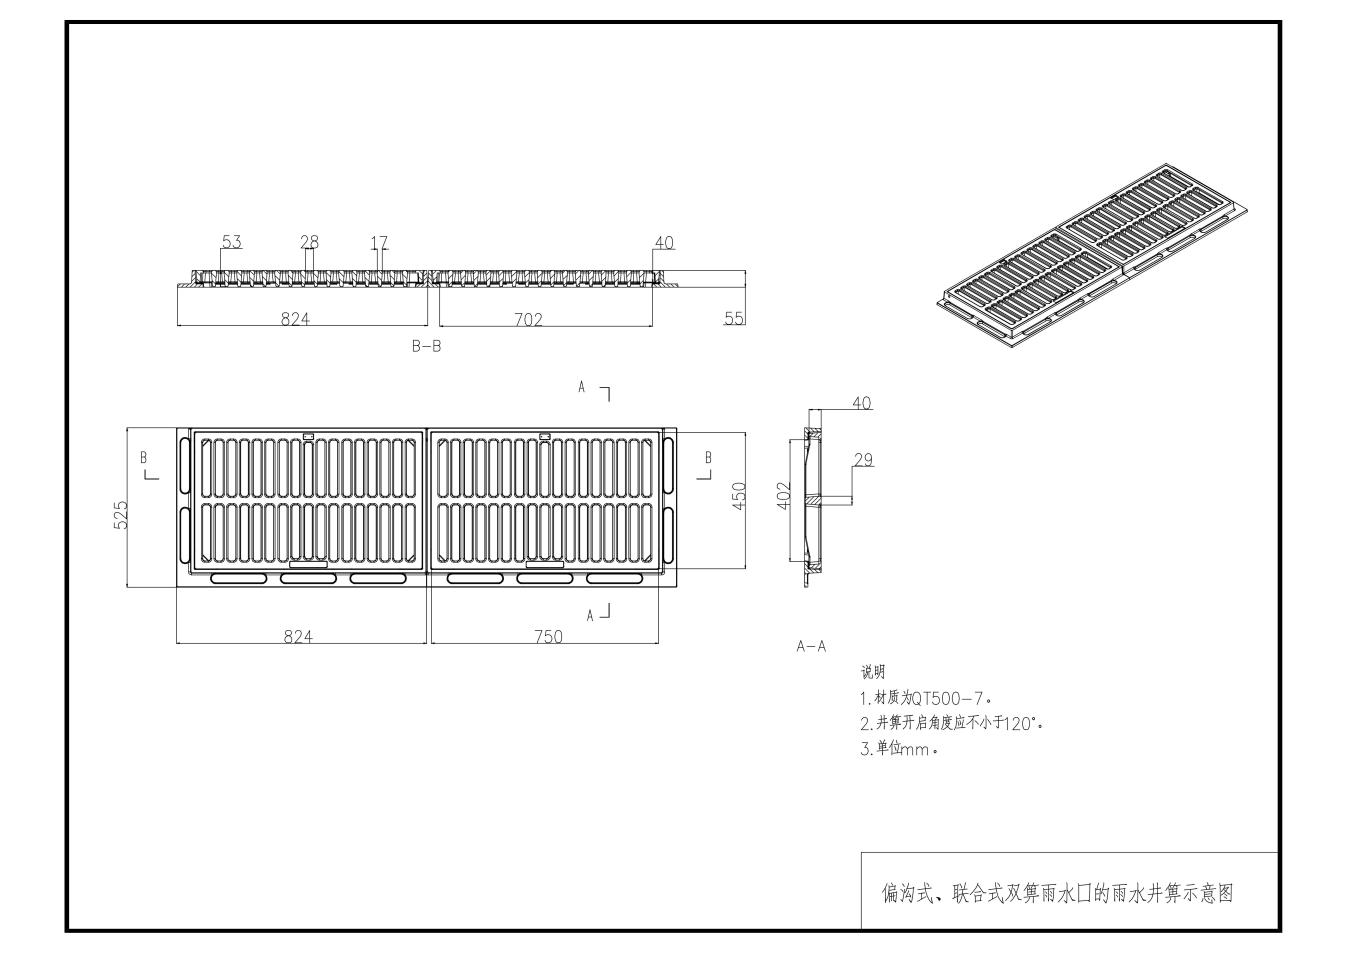 53 28 17 40
824 702 55
B-B
A
40
B B
29
525 450 402
A
824 750
A-A
说明
1.材质为QT500-7。
2.井箅开启角度应不小于120°。
3.单位mm。
偏沟式、联合式双箅雨水口的雨水井箅示意图